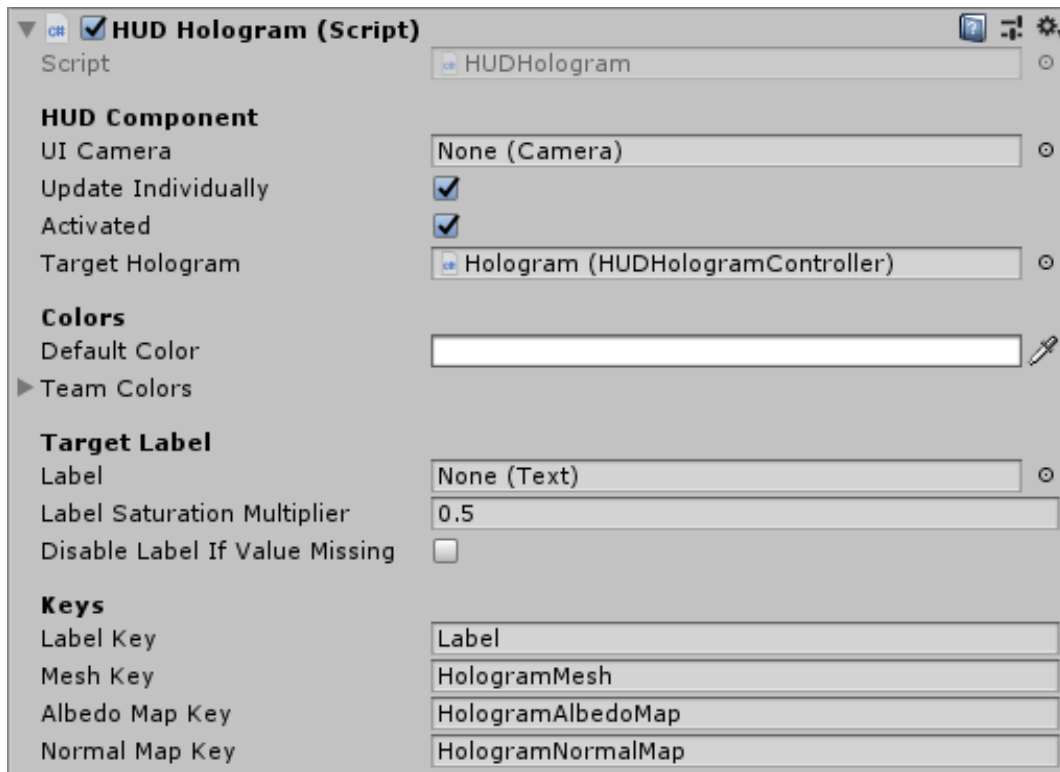 HUD Hologram (Script)
Script HUDHologram
HUD Component
UI Camera None (Camera)
Update Individually
Activated
Target Hologram Hologram (HUDHologramController)
Colors
Default Color
Team Colors
Target Label
Label None (Text)
Label Saturation Multiplier 0.5
Disable Label If Value Missing
Keys
Label Key Label
Mesh Key HologramMesh
Albedo Map Key HologramAlbedoMap
Normal Map Key HologramNormalMap